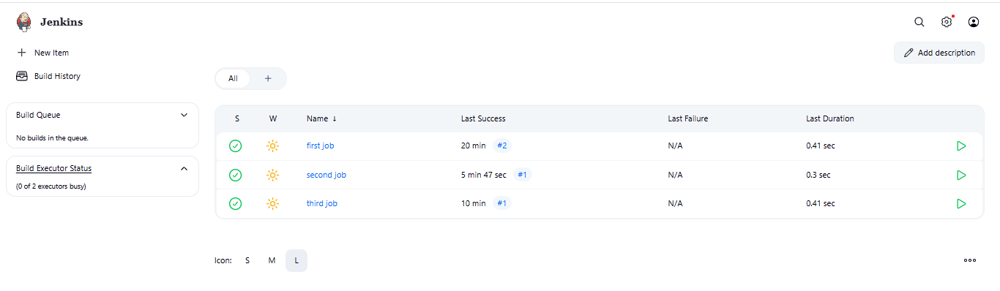 Jenkins
New Item
Build History
Build Queue
No builds in the queue.
Build Executor Status
(0 of 2 executors busy)
Add description
All +
S W Name ↓ Last Success Last Failure Last Duration
first job 20 min #2 N/A 0.41 sec
second job 5 min 47 sec #1 N/A 0.3 sec
third job 10 min #1 N/A 0.41 sec
Icon: S M L